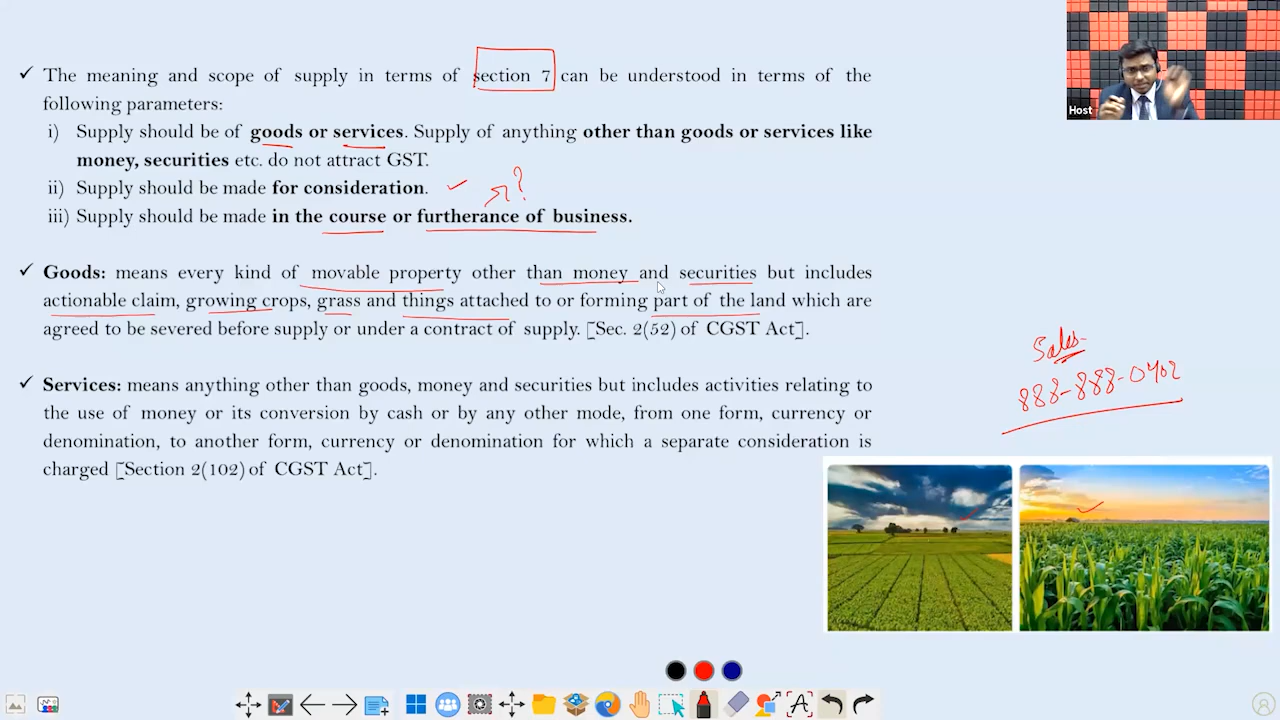 ✓ The meaning and scope of supply in terms of section 7 can be understood in terms of the
following parameters:
i) Supply should be of goods or services. Supply of anything other than goods or services like
money, securities etc. do not attract GST.
ii) Supply should be made for consideration. ✓ ?
iii) Supply should be made in the course or furtherance of business.
✓ Goods: means every kind of movable property other than money and securities but includes
actionable claim, growing crops, grass and things attached to or forming part of the land which are
agreed to be severed before supply or under a contract of supply. [Sec. 2(52) of CGST Act].
✓ Services: means anything other than goods, money and securities but includes activities relating to
the use of money or its conversion by cash or by any other mode, from one form, currency or
denomination, to another form, currency or denomination for which a separate consideration is
charged [Section 2(102) of CGST Act].
Sales-
888-888-0402
Host